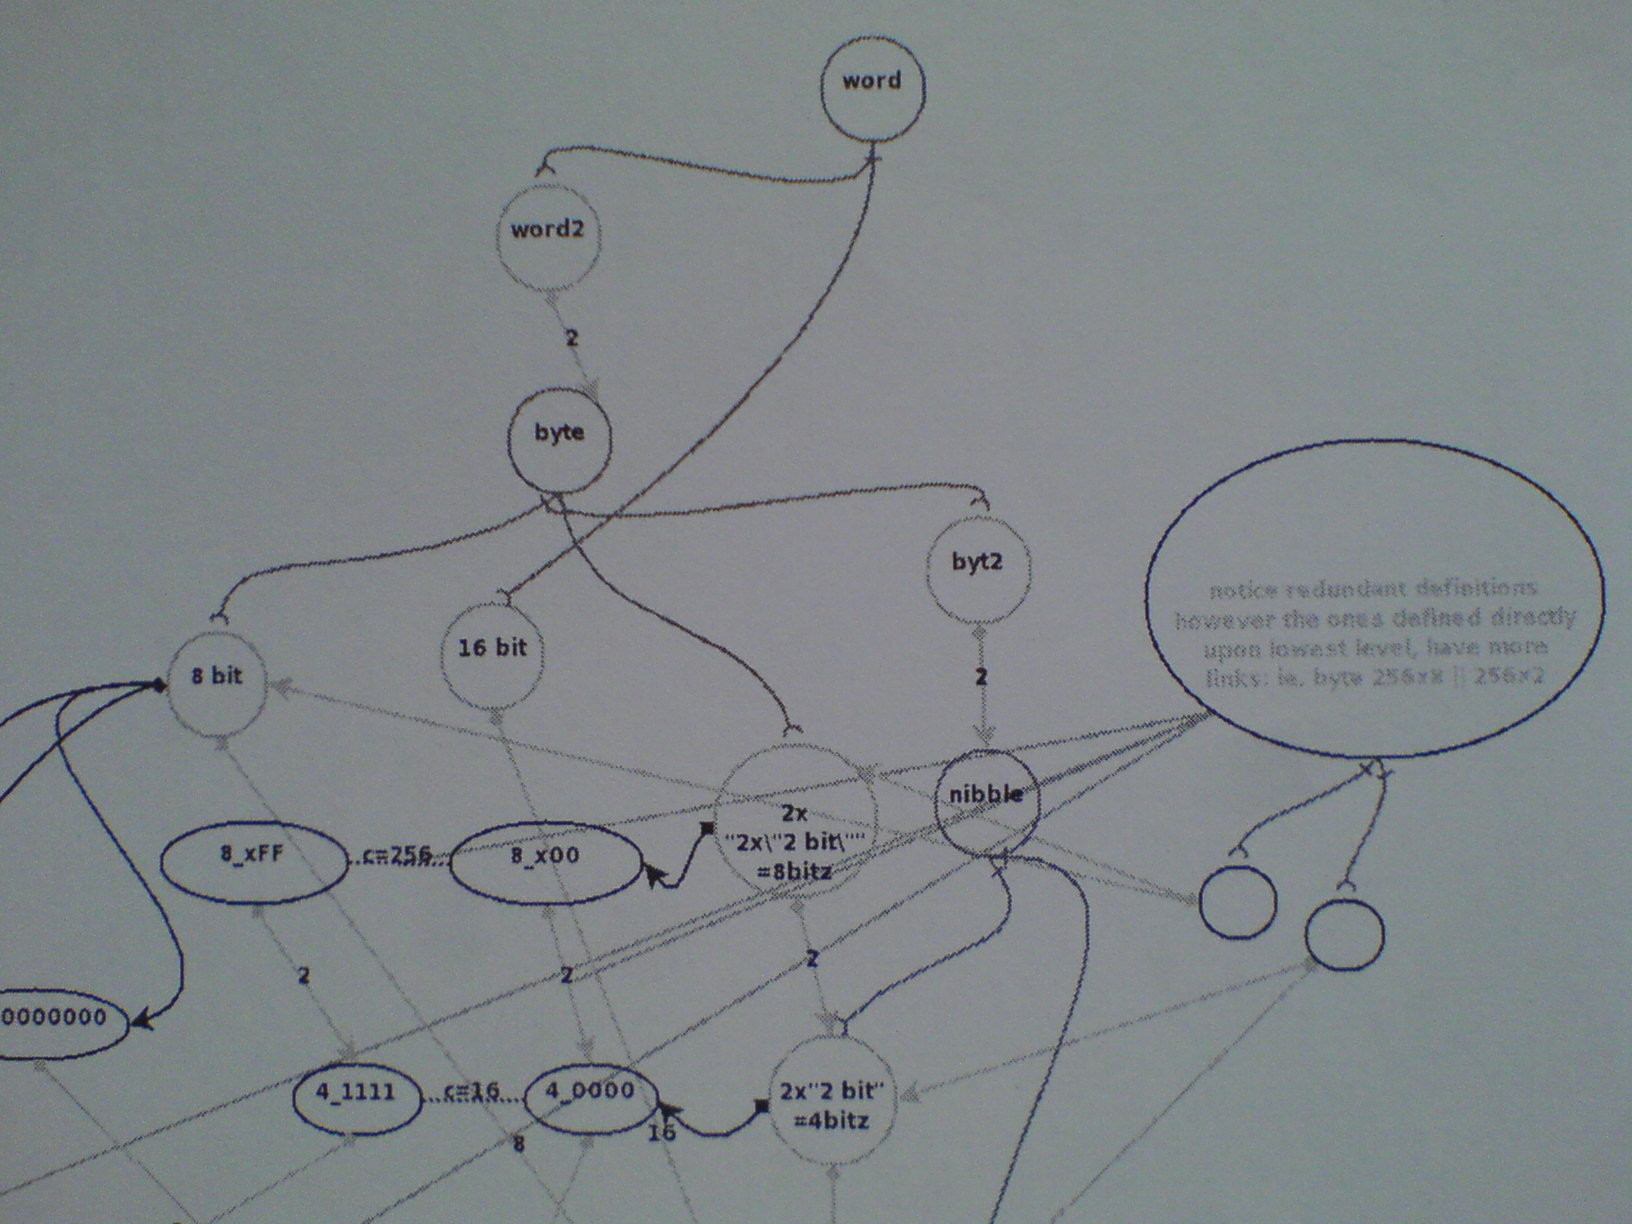 word
word2
2
byte
byt2
notice redundant definitions
however the ones defined directly
upon lowest level, have more
links: ie. byte 256x8 || 256x2
16 bit
8 bit
2
nibble
2x
"2x\"2 bit\""
=8bitz
8_xFF
c=256
8_x00
2
2
2
0000000
4_1111
c=16
4_0000
16
8
2x"2 bit"
=4bitz